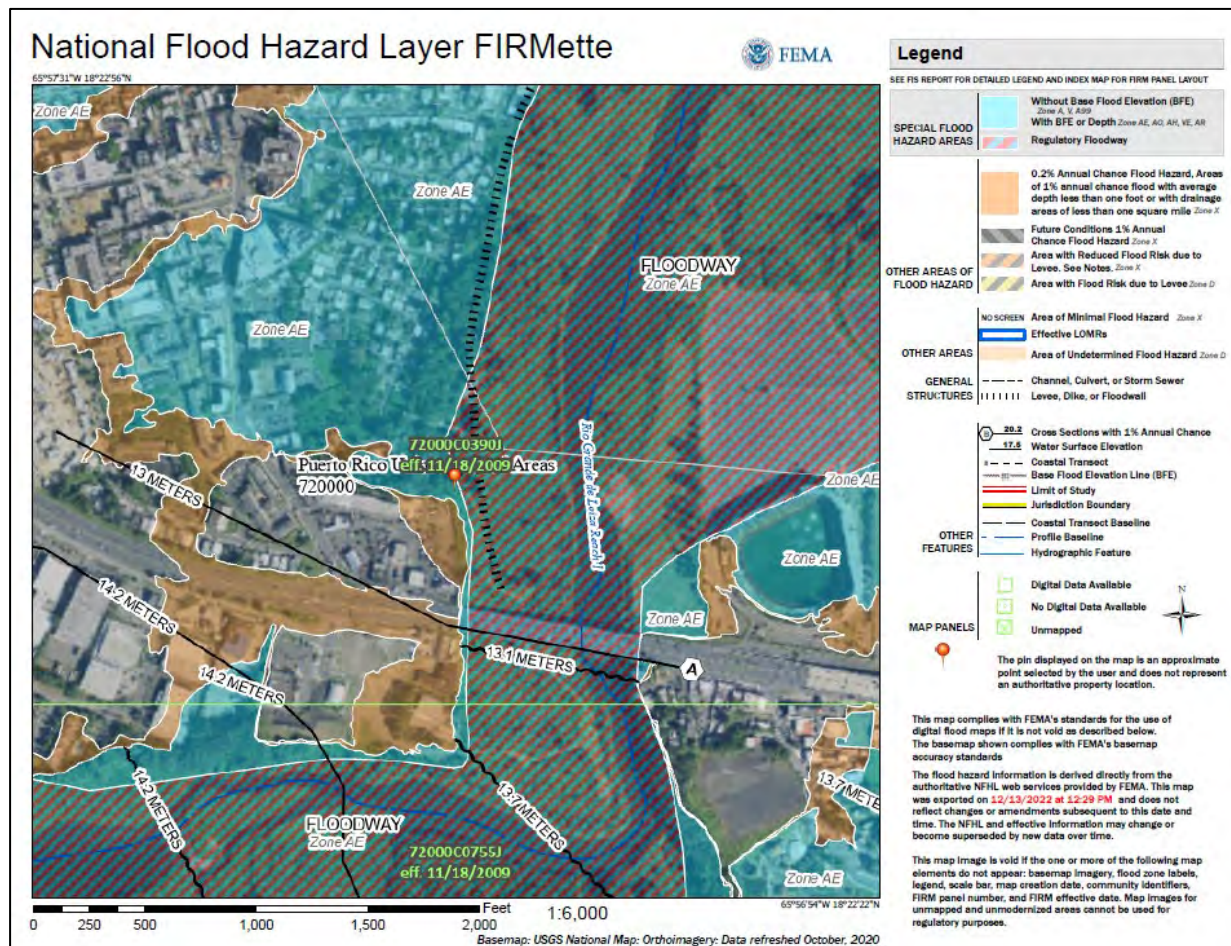 National Flood Hazard Layer FIRMette
FEMA
65°57'31"W 18°22'56"N
Zone AE
Zone AE
Zone AE
Zone AE
FLOODWAY
Zone AE
72000C0390J
eff. 11/18/2009
Puerto Rico U Areas
720000
13 METERS
Rio Grande de Loiza Reach 1
Zone AE
Zone AE
Zone AE
14.2 METERS
14.2 METERS
13.1 METERS
A
14.2 METERS
13.7 METERS
13.7 METE
FLOODWAY
Zone AE
72000C0755J
eff. 11/18/2009
Zone AE
65°56'54"W 18°22'22"N
Feet
1:6,000
0 250 500 1,000 1,500 2,000
Basemap: USGS National Map: Orthoimagery: Data refreshed October, 2020
Legend
SEE FIS REPORT FOR DETAILED LEGEND AND INDEX MAP FOR FIRM PANEL LAYOUT
SPECIAL FLOOD
HAZARD AREAS
Without Base Flood Elevation (BFE)
Zone A, V, A99
With BFE or Depth Zone AE, AO, AH, VE, AR
Regulatory Floodway
0.2% Annual Chance Flood Hazard, Areas
of 1% annual chance flood with average
depth less than one foot or with drainage
areas of less than one square mile Zone X
Future Conditions 1% Annual
Chance Flood Hazard Zone X
Area with Reduced Flood Risk due to
Levee. See Notes. Zone X
Area with Flood Risk due to Levee Zone D
OTHER AREAS OF
FLOOD HAZARD
NO SCREEN Area of Minimal Flood Hazard Zone X
Effective LOMRs
Area of Undetermined Flood Hazard Zone D
OTHER AREAS
GENERAL
STRUCTURES
Channel, Culvert, or Storm Sewer
Levee, Dike, or Floodwall
B 20.2 Cross Sections with 1% Annual Chance
17.5 Water Surface Elevation
Coastal Transect
Base Flood Elevation Line (BFE)
Limit of Study
Jurisdiction Boundary
Coastal Transect Baseline
Profile Baseline
Hydrographic Feature
OTHER
FEATURES
Digital Data Available
No Digital Data Available
Unmapped
MAP PANELS
N
The pin displayed on the map is an approximate
point selected by the user and does not represent
an authoritative property location.
This map complies with FEMA's standards for the use of
digital flood maps if it is not void as described below.
The basemap shown complies with FEMA's basemap
accuracy standards
The flood hazard information is derived directly from the
authoritative NFHL web services provided by FEMA. This map
was exported on 12/13/2022 at 12:29 PM and does not
reflect changes or amendments subsequent to this date and
time. The NFHL and effective information may change or
become superseded by new data over time.
This map image is void if the one or more of the following map
elements do not appear: basemap imagery, flood zone labels,
legend, scale bar, map creation date, community identifiers,
FIRM panel number, and FIRM effective date. Map images for
unmapped and unmodernized areas cannot be used for
regulatory purposes.